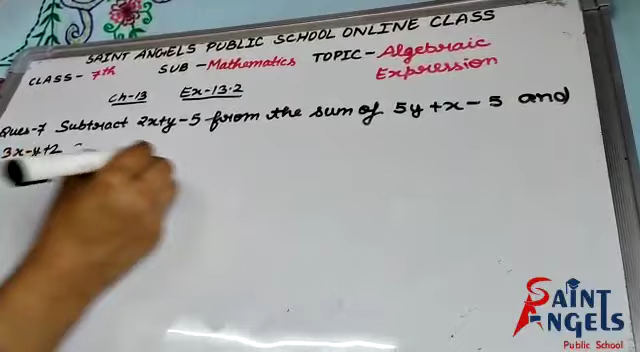 SAINT ANGELS PUBLIC SCHOOL ONLINE CLASS
CLASS - 7th SUB - Mathematics TOPIC - Algebraic
Expression
Ch-13 Ex-13.2
Ques-7 Subtract 2x+y-5 from the sum of 5y+x-5 and
3x-y+2
SAINT
ANGELS
Public School